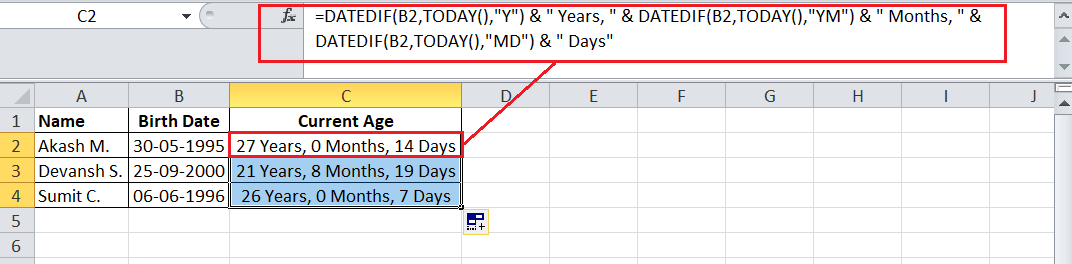 C2
fx
=DATEDIF(B2,TODAY(),"Y") & " Years, " & DATEDIF(B2,TODAY(),"YM") & " Months, " &
DATEDIF(B2,TODAY(),"MD") & " Days"
A B C D E F G H I J
1 Name Birth Date Current Age
2 Akash M. 30-05-1995 27 Years, 0 Months, 14 Days
3 Devansh S. 25-09-2000 21 Years, 8 Months, 19 Days
4 Sumit C. 06-06-1996 26 Years, 0 Months, 7 Days
5
6